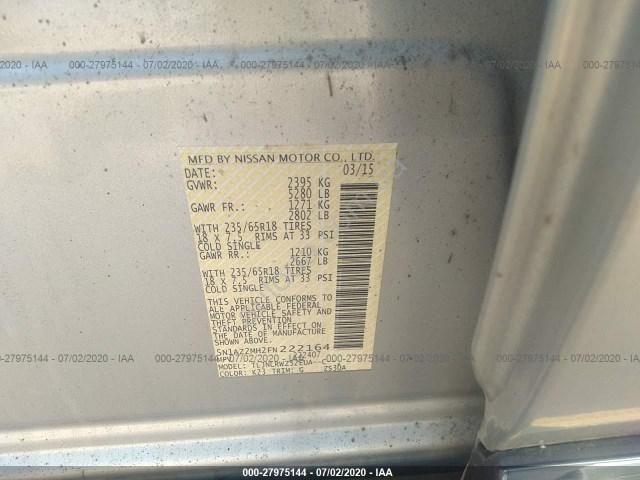 000-27975144 - 07/02/2020 - IAA
MFD BY NISSAN MOTOR CO., LTD.
DATE: 03/15
GVWR: 2395 KG
5280 LB
GAWR FR.: 1271 KG
2802 LB
WITH 235/65R18 TIRES
18 X 7.5 RIMS AT 33 PSI
COLD SINGLE
GAWR RR.: 1210 KG
2667 LB
WITH 235/65R18 TIRES
18 X 7.5 RIMS AT 33 PSI
COLD SINGLE
THIS VEHICLE CONFORMS TO
ALL APPLICABLE FEDERAL
MOTOR VEHICLE SAFETY AND
THEFT PREVENTION
STANDARDS IN EFFECT ON
THE DATE OF MANUFACTURE
SHOWN ABOVE.
5N1AZ2MH2FN222164
MPV
MODEL:
COLOR: K23 TRIM: G
000-27975144 - 07/02/2020 - IAA